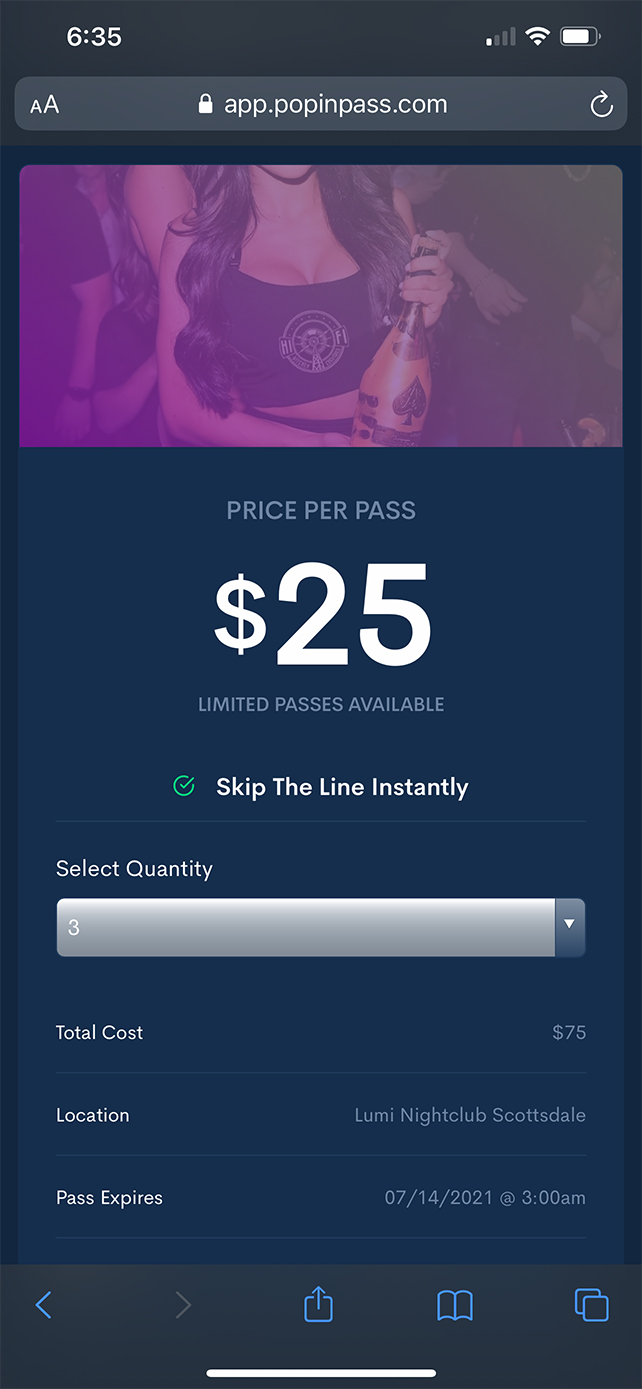 6:35
AA
app.popinpass.com
HI FI
PRICE PER PASS
$25
LIMITED PASSES AVAILABLE
Skip The Line Instantly
Select Quantity
3
Total Cost $75
Location Lumi Nightclub Scottsdale
Pass Expires 07/14/2021 @ 3:00am